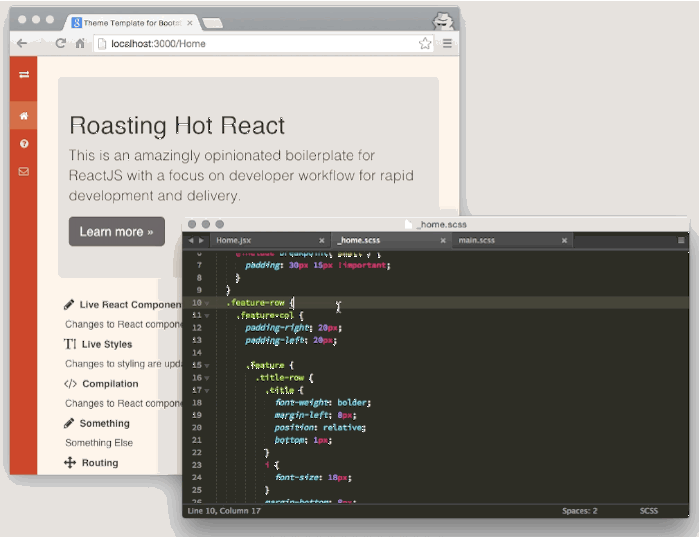 Theme Template for Boots
localhost:3000/Home
Roasting Hot React
This is an amazingly opinionated boilerplate for
ReactJS with a focus on developer workflow for rapid
development and delivery.
Learn more »
Live React Componen
Changes to React compone
Live Styles
Changes to styling are upda
</> Compilation
Changes to React compone
Something
Something Else
Routing
_home.scss
Home.jsx
_home.scss
main.scss
7 padding: 30px 15px !important;
8 }
9 }
10 .feature-row {
11 .feature-col {
12 padding-right: 20px;
13 padding-left: 20px;
14
15 .feature {
16 .title-row {
17 .title {
18 font-weight: bolder;
19 margin-left: 8px;
20 position: relative;
21 bottom: 1px;
22 }
23 i {
24 font-size: 18px;
25 }
26 margin-bottom: 8px;
Line 10, Column 17
Spaces: 2
SCSS